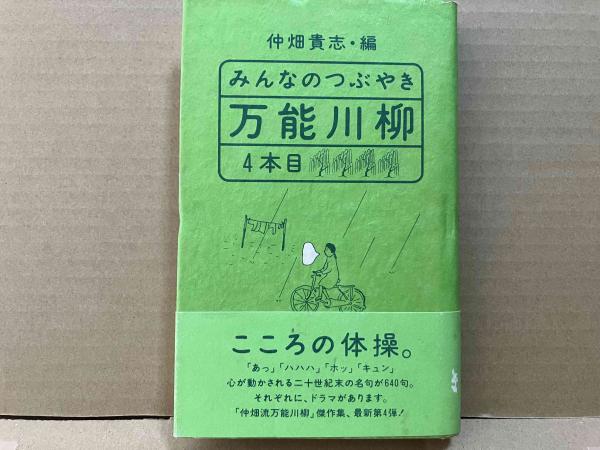 仲畑貴志・編
みんなのつぶやき
万能川柳
4本目
こころの体操。
「あっ」「ハハハ」「ホッ」「キュン」
心が動かされる二十世紀末の名句が640句。
それぞれに、ドラマがあります。
「仲畑流万能川柳」傑作集、最新第4弾!